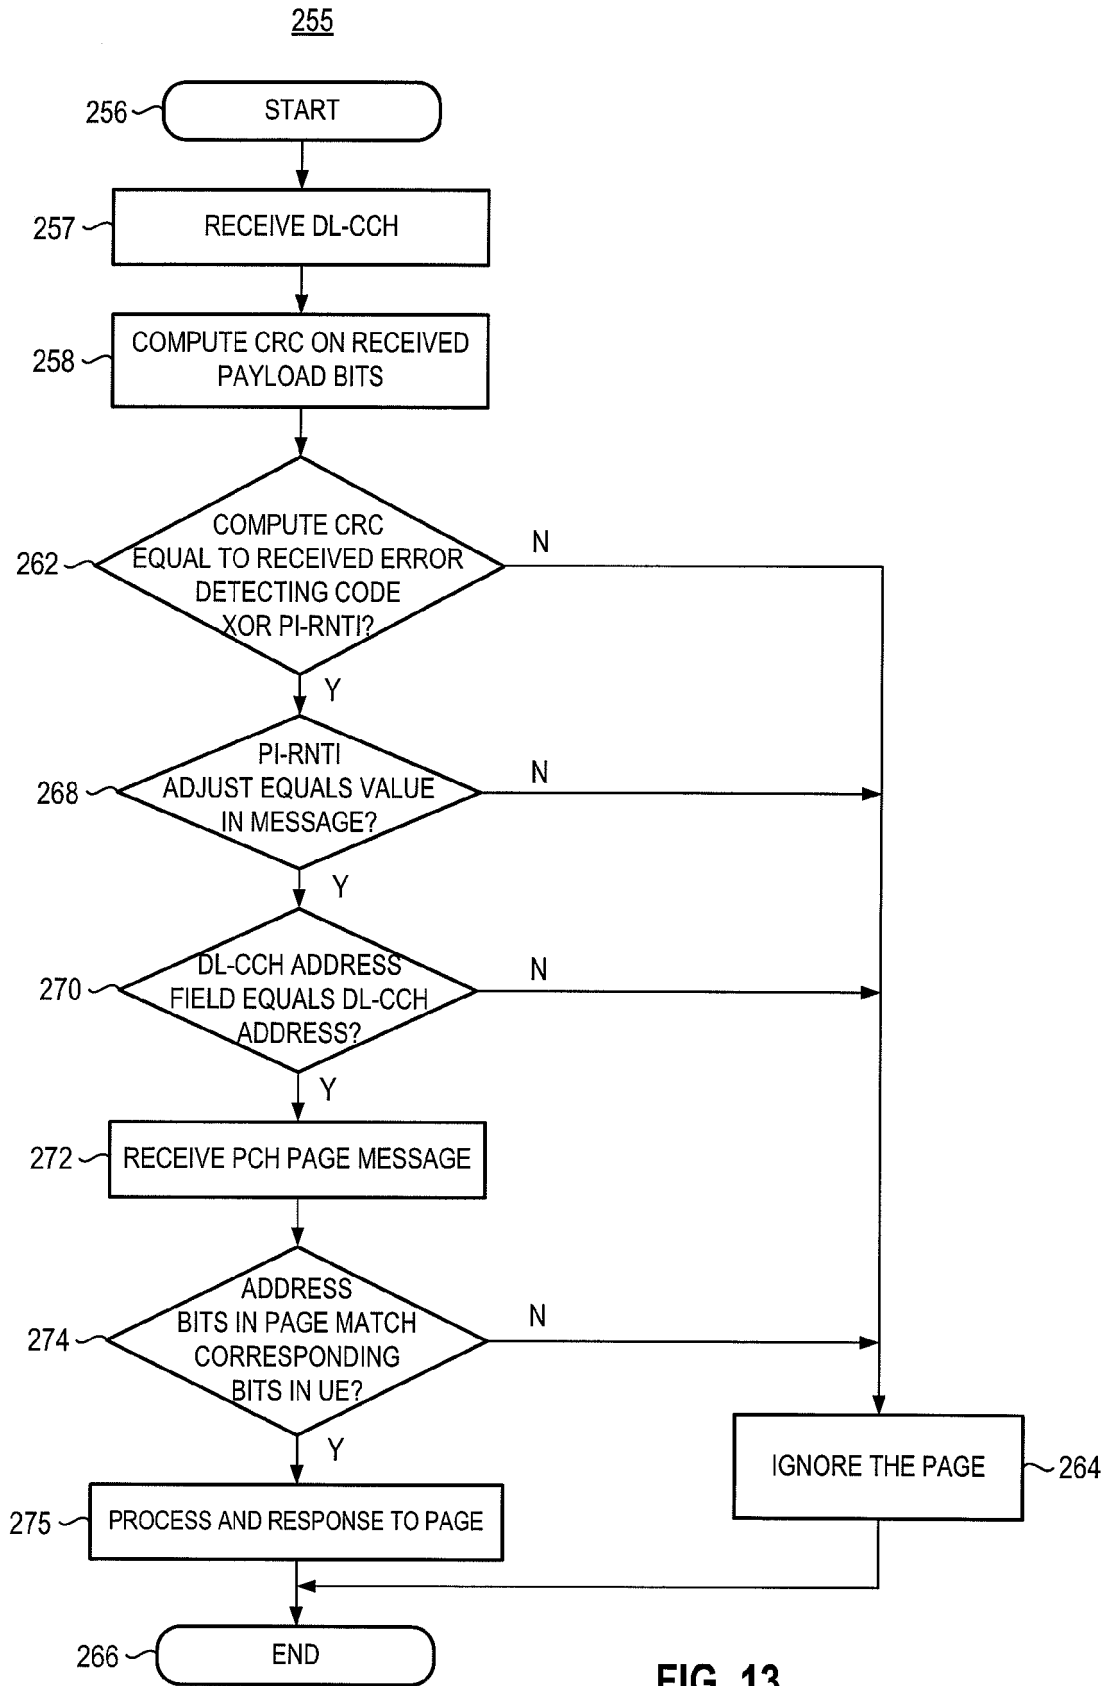 255
256
START
257
RECEIVE DL-CCH
258
COMPUTE CRC ON RECEIVED
PAYLOAD BITS
262
COMPUTE CRC
EQUAL TO RECEIVED ERROR
DETECTING CODE
XOR PI-RNTI?
N
Y
268
PI-RNTI
ADJUST EQUALS VALUE
IN MESSAGE?
N
Y
270
DL-CCH ADDRESS
FIELD EQUALS DL-CCH
ADDRESS?
N
Y
272
RECEIVE PCH PAGE MESSAGE
274
ADDRESS
BITS IN PAGE MATCH
CORRESPONDING
BITS IN UE?
N
Y
IGNORE THE PAGE
264
275
PROCESS AND RESPONSE TO PAGE
266
END
FIG. 13